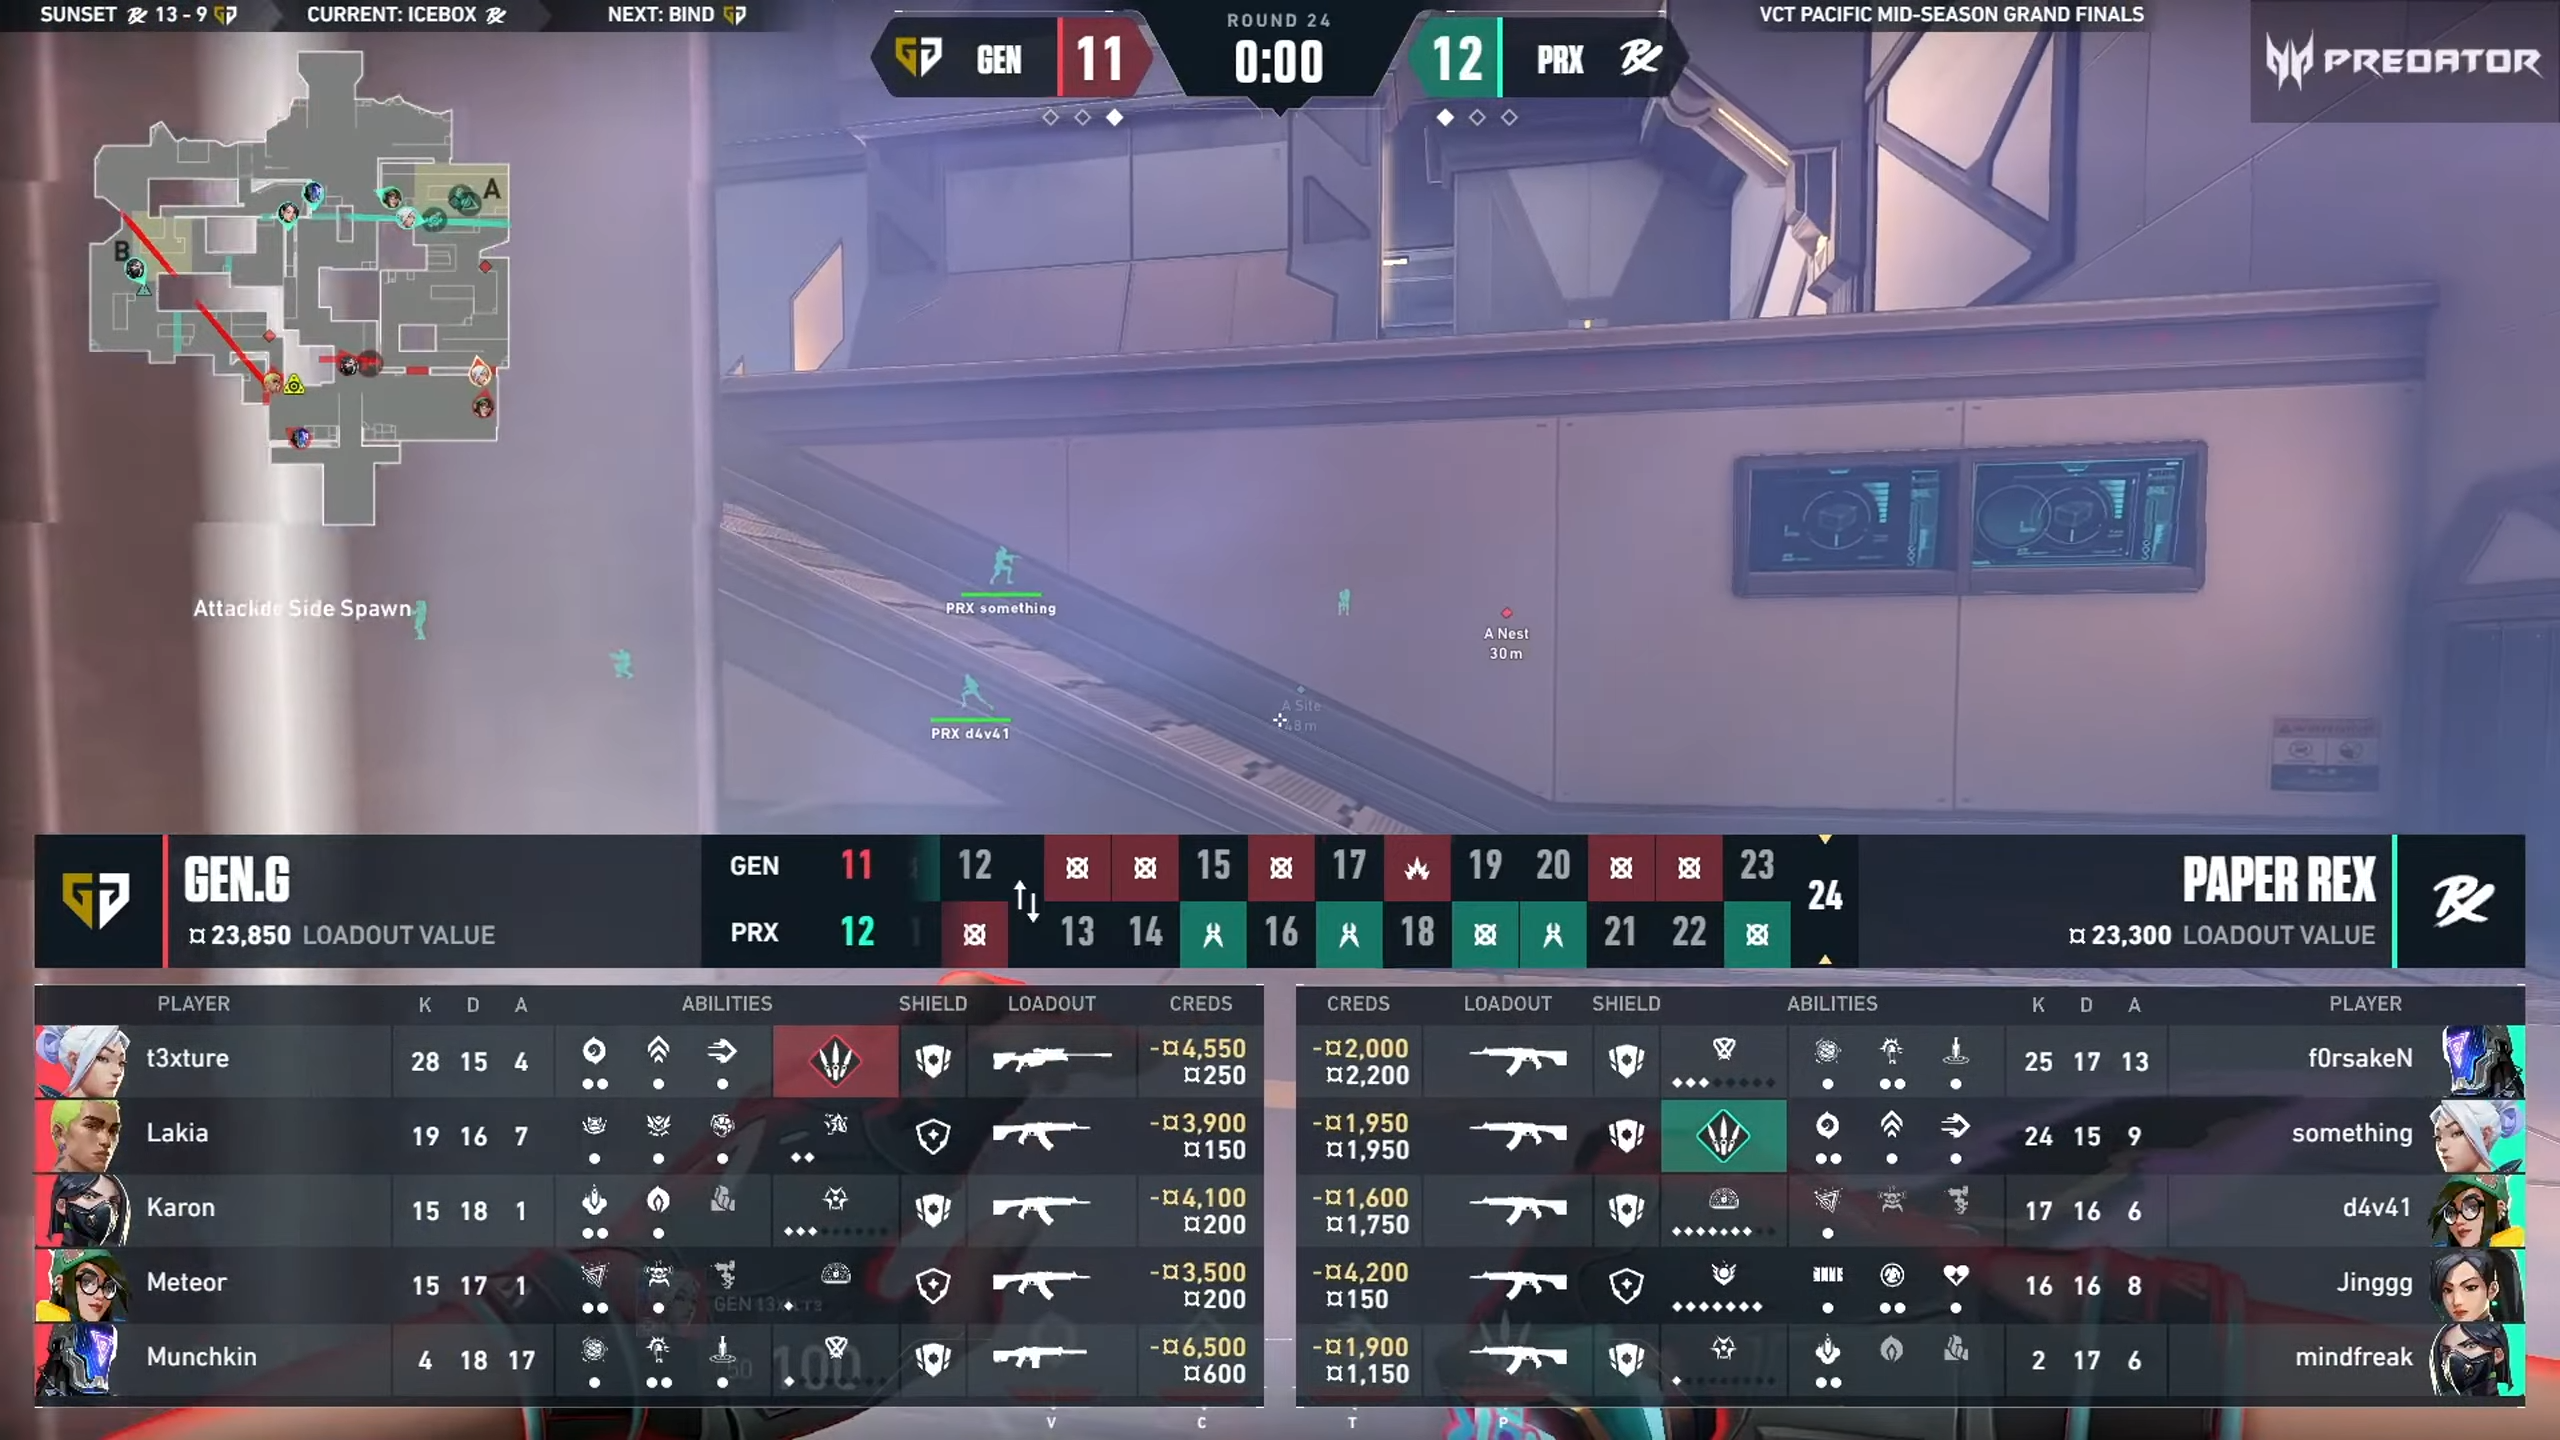 SUNSET 13 - 9
CURRENT: ICEBOX
NEXT: BIND
GEN 11
ROUND 24
0:00
12 PRX
VCT PACIFIC MID-SEASON GRAND FINALS
PREDATOR
A
B
Side Spawn
PRX something
PRX d4v41
A Nest
30m
A Site
48m
GEN.G
¤ 23,850 LOADOUT VALUE
GEN 11 12 15 17 19 20 23
PRX 12 13 14 16 18 21 22
24
PAPER REX
¤ 23,300 LOADOUT VALUE
PLAYER K D A ABILITIES SHIELD LOADOUT CREDS
t3xture 28 15 4 -¤4,550
¤250
Lakia 19 16 7 -¤3,900
¤150
Karon 15 18 1 -¤4,100
¤200
Meteor 15 17 1 -¤3,500
¤200
Munchkin 4 18 17 -¤6,500
¤600
CREDS LOADOUT SHIELD ABILITIES K D A PLAYER
-¤2,000 25 17 13 f0rsakeN
¤2,200
-¤1,950 24 15 9 something
¤1,950
-¤1,600 17 16 6 d4v41
¤1,750
-¤4,200 16 16 8 Jinggg
¤150
-¤1,900 2 17 6 mindfreak
¤1,150
100
V C T P